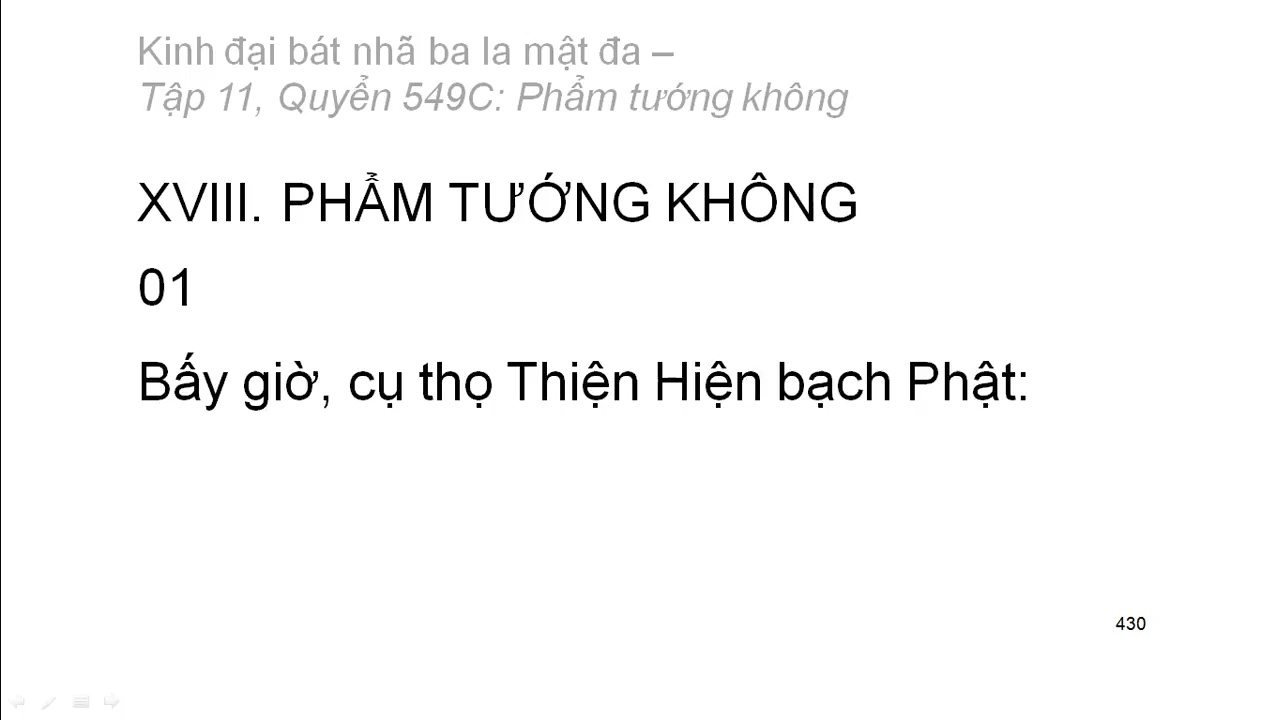 Kinh đại bát nhã ba la mật đa –
Tập 11, Quyển 549C: Phẩm tướng không
XVIII. PHẨM TƯỚNG KHÔNG
01
Bấy giờ, cụ thọ Thiện Hiện bạch Phật:
430